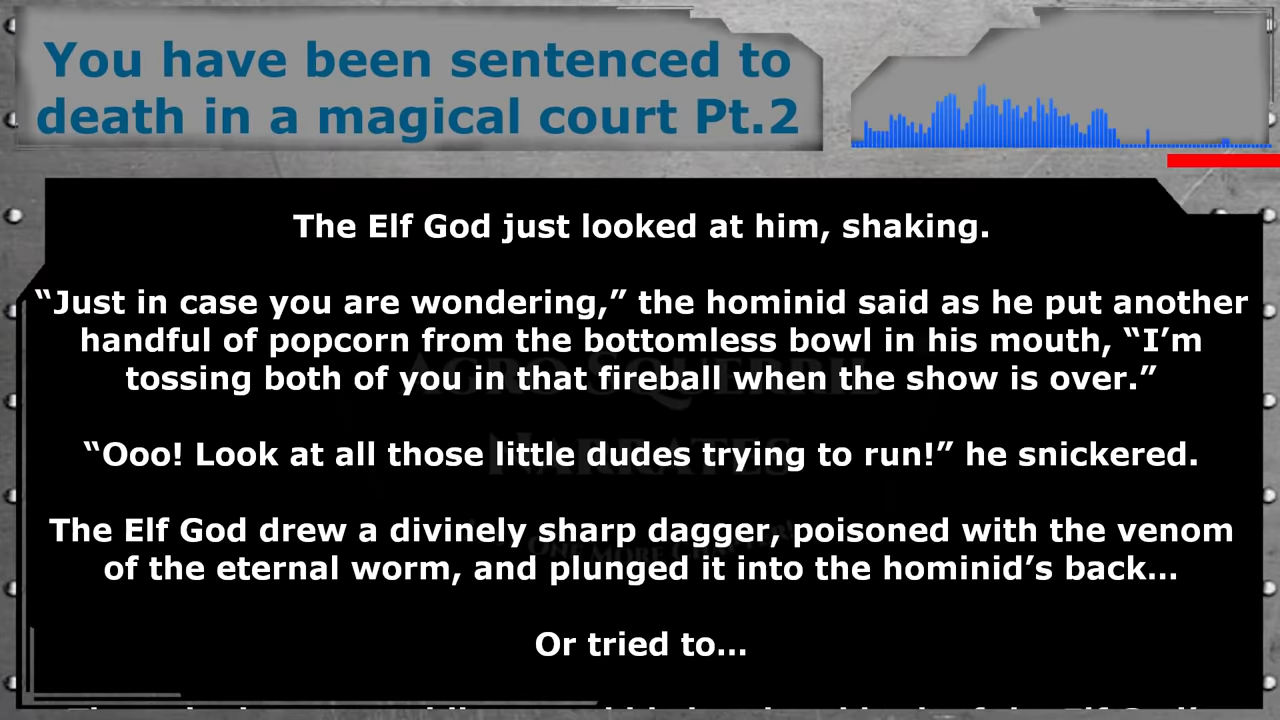 You have been sentenced to
death in a magical court Pt.2
The Elf God just looked at him, shaking.
“Just in case you are wondering,” the hominid said as he put another
handful of popcorn from the bottomless bowl in his mouth, “I’m
tossing both of you in that fireball when the show is over.”
“Ooo! Look at all those little dudes trying to run!” he snickered.
The Elf God drew a divinely sharp dagger, poisoned with the venom
of the eternal worm, and plunged it into the hominid’s back…
Or tried to…
Agro Squerril
Narrates